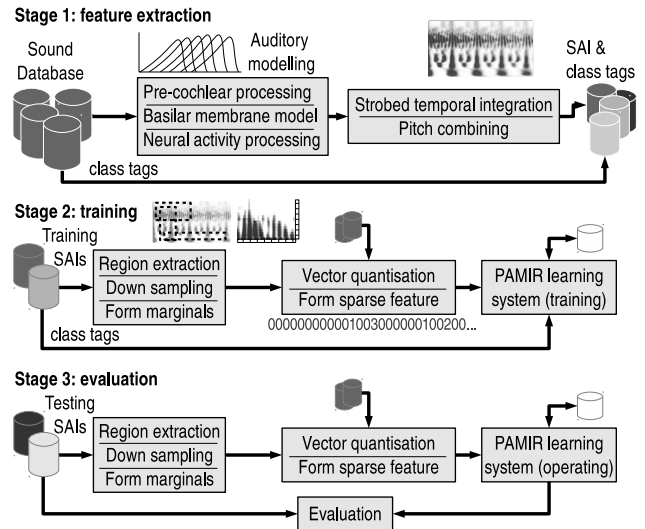 Stage 1: feature extraction
Sound
Database
Auditory
modelling
SAI &
class tags
Pre-cochlear processing
Basilar membrane model
Neural activity processing
Strobed temporal integration
Pitch combining
class tags
Stage 2: training
Training
SAIs
Region extraction
Down sampling
Form marginals
Vector quantisation
Form sparse feature
PAMIR learning
system (training)
0000000000010030000001002​00...
class tags
Stage 3: evaluation
Testing
SAIs
Region extraction
Down sampling
Form marginals
Vector quantisation
Form sparse feature
PAMIR learning
system (operating)
Evaluation